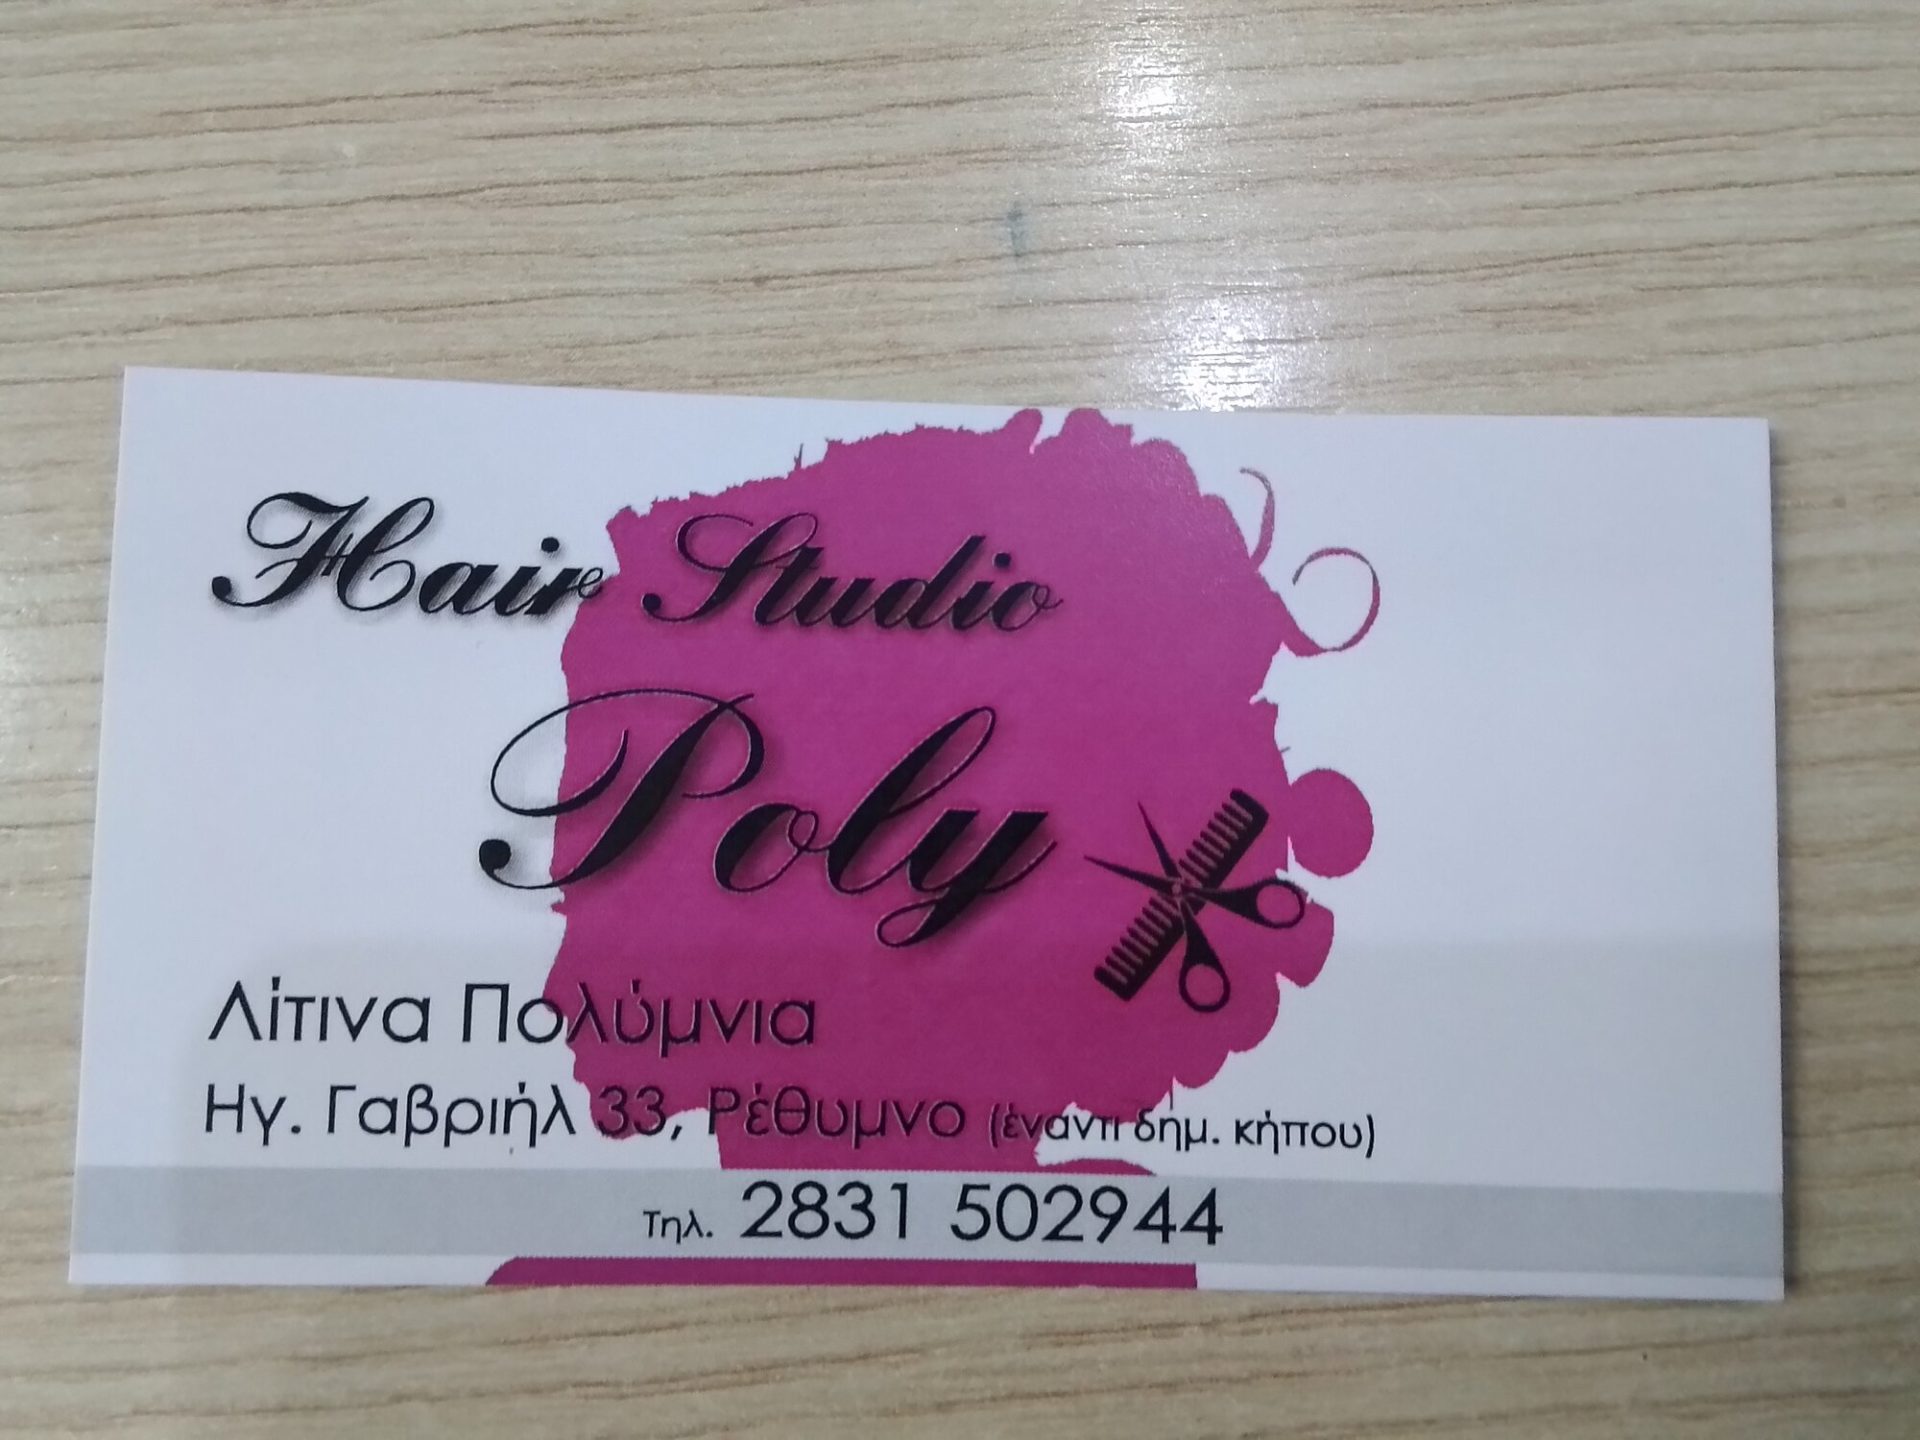 Hair Studio
Poly
Λίτινα Πολύμνια
Ηγ. Γαβριήλ 33, Ρέθυμνο (έναντι δημ. κήπου)
Τηλ. 2831 502944